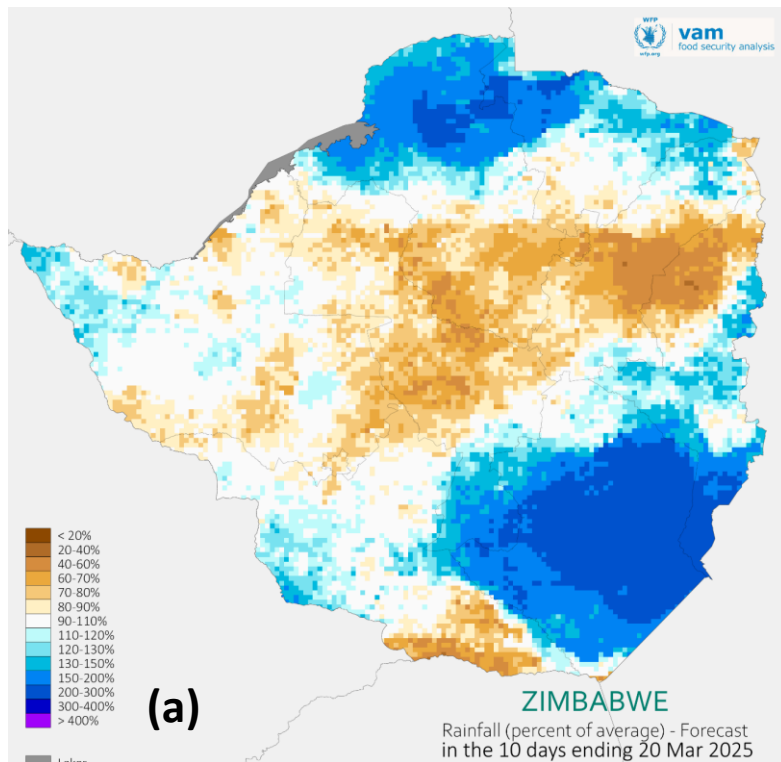 WFP
wfp.org
vam
food security analysis
< 20%
20-40%
40-60%
60-70%
70-80%
80-90%
90-110%
110-120%
120-130%
130-150%
150-200%
200-300%
300-400%
> 400%
(a)
ZIMBABWE
Rainfall (percent of average) - Forecast
in the 10 days ending 20 Mar 2025